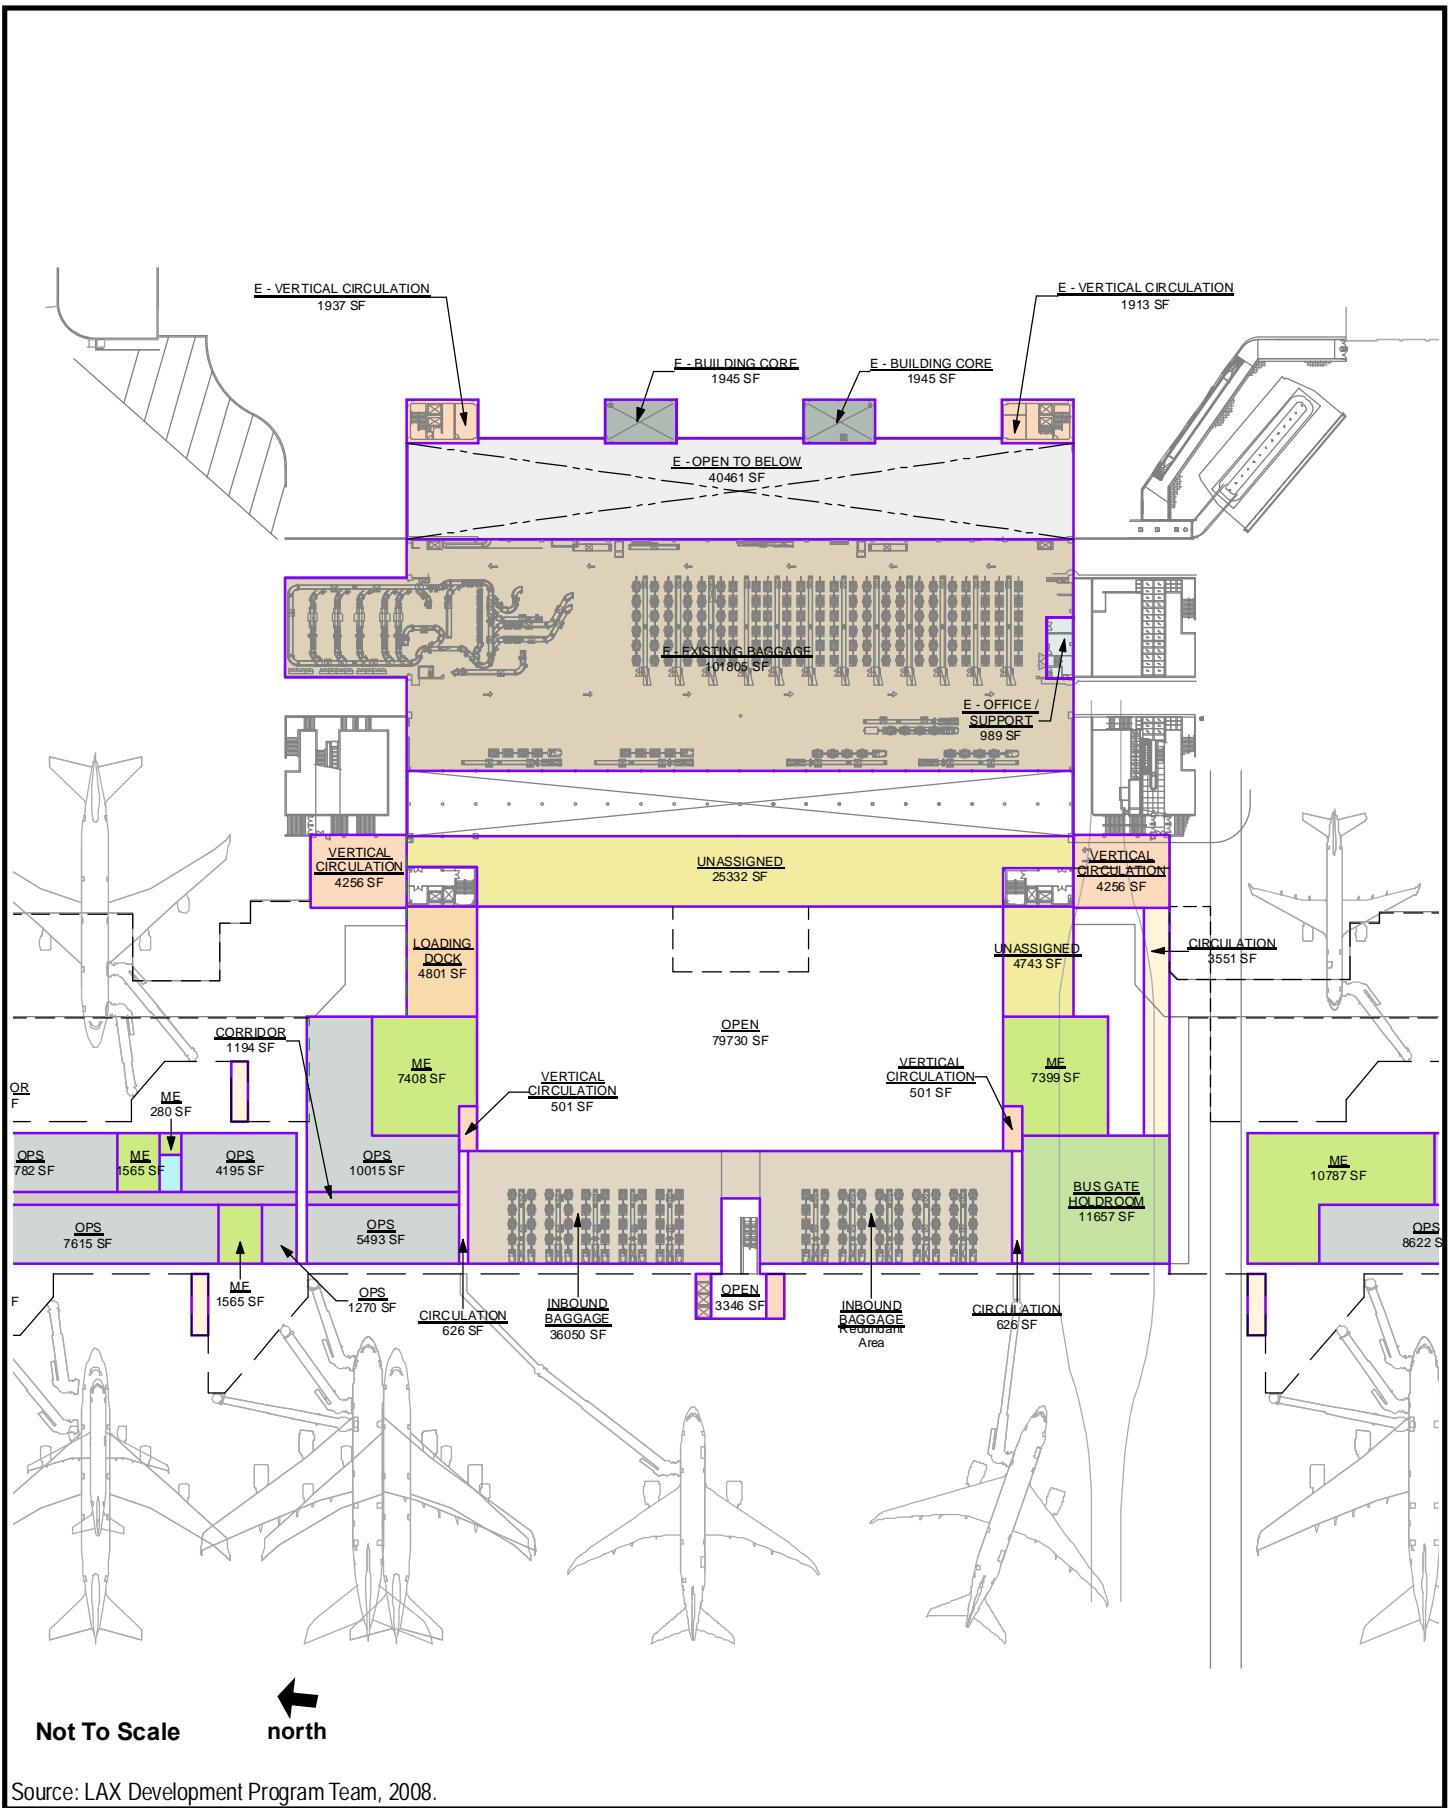 E - VERTICAL CIRCULATION
1937 SF
E - VERTICAL CIRCULATION
1913 SF
E - BUILDING CORE
1945 SF
E - BUILDING CORE
1945 SF
E - OPEN TO BELOW
40461 SF
E - EXISTING BAGGAGE
101805 SF
E - OFFICE /
SUPPORT
989 SF
VERTICAL
CIRCULATION
4256 SF
UNASSIGNED
25332 SF
VERTICAL
CIRCULATION
4256 SF
LOADING
DOCK
4801 SF
UNASSIGNED
4743 SF
CIRCULATION
3551 SF
OPEN
79730 SF
CORRIDOR
1194 SF
ME
7408 SF
VERTICAL
CIRCULATION
501 SF
VERTICAL
CIRCULATION
501 SF
ME
7399 SF
OR
F
ME
280 SF
OPS
782 SF
ME
1565 SF
OPS
4195 SF
OPS
10015 SF
BUS GATE
HOLDROOM
11657 SF
ME
10787 SF
OPS
7615 SF
OPS
5493 SF
OPS
8622 S
F
ME
1565 SF
OPS
1270 SF
CIRCULATION
626 SF
INBOUND
BAGGAGE
36050 SF
OPEN
3346 SF
INBOUND
BAGGAGE
Redundant
Area
CIRCULATION
626 SF
Not To Scale
north
Source: LAX Development Program Team, 2008.